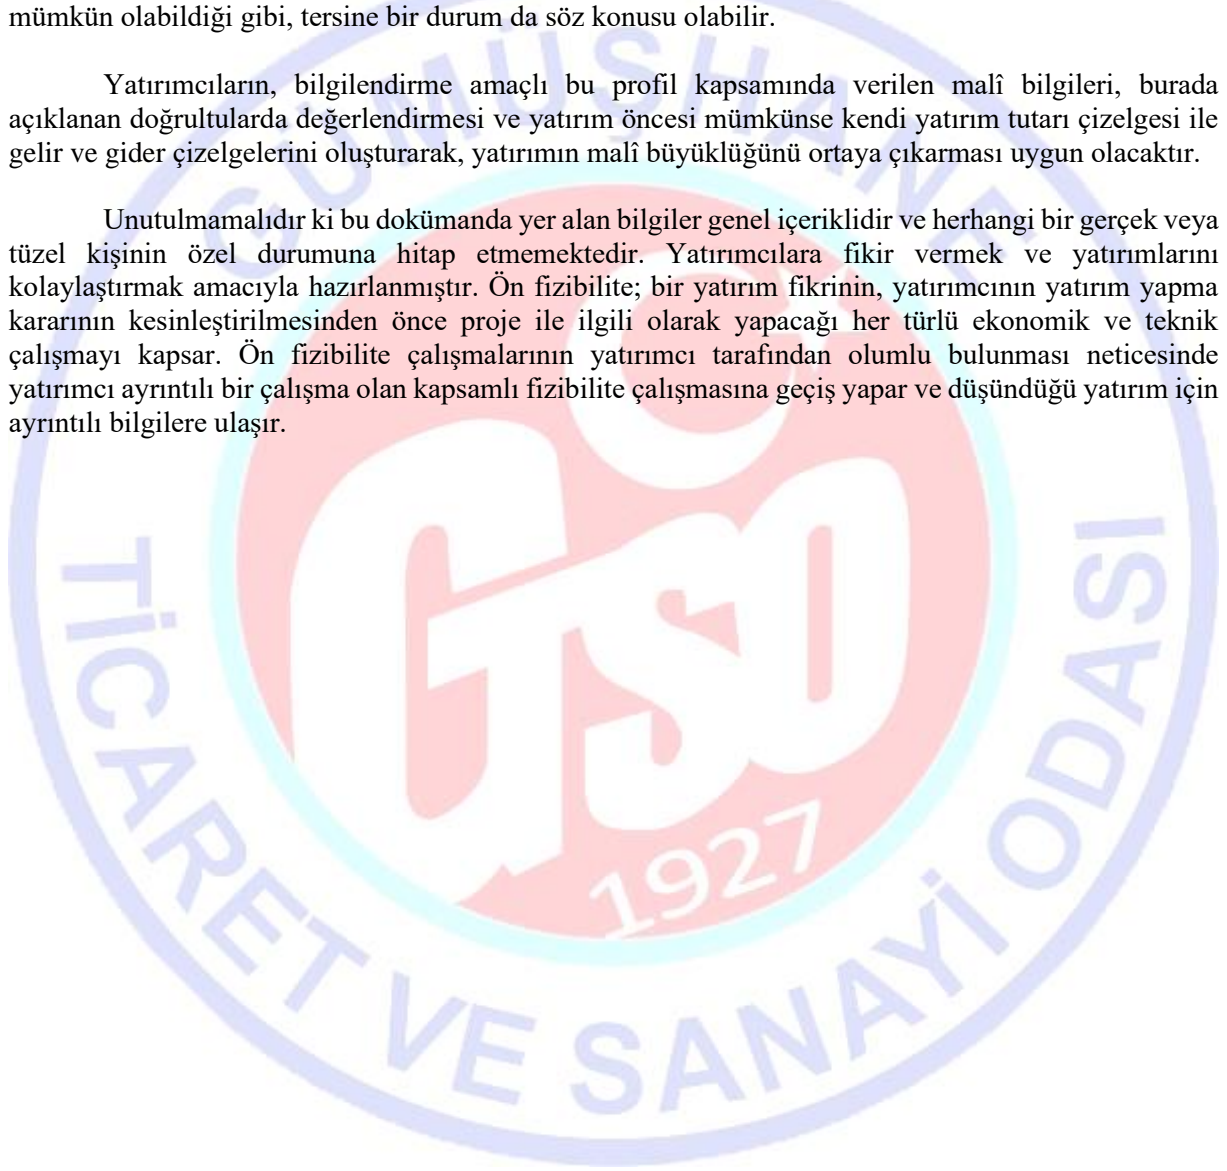 mümkün olabildiği gibi, tersine bir durum da söz konusu olabilir.
Yatırımcıların, bilgilendirme amaçlı bu profil kapsamında verilen malî bilgileri, burada
açıklanan doğrultularda değerlendirmesi ve yatırım öncesi mümkünse kendi yatırım tutarı çizelgesi ile
gelir ve gider çizelgelerini oluşturarak, yatırımın malî büyüklüğünü ortaya çıkarması uygun olacaktır.
Unutulmamalıdır ki bu dokümanda yer alan bilgiler genel içeriklidir ve herhangi bir gerçek veya
tüzel kişinin özel durumuna hitap etmemektedir. Yatırımcılara fikir vermek ve yatırımlarını
kolaylaştırmak amacıyla hazırlanmıştır. Ön fizibilite; bir yatırım fikrinin, yatırımcının yatırım yapma
kararının kesinleştirilmesinden önce proje ile ilgili olarak yapacağı her türlü ekonomik ve teknik
çalışmayı kapsar. Ön fizibilite çalışmalarının yatırımcı tarafından olumlu bulunması neticesinde
yatırımcı ayrıntılı bir çalışma olan kapsamlı fizibilite çalışmasına geçiş yapar ve düşündüğü yatırım için
ayrıntılı bilgilere ulaşır.
GÜMÜŞHANE
TİCARET VE SANAYİ ODASI
GTSO
1927